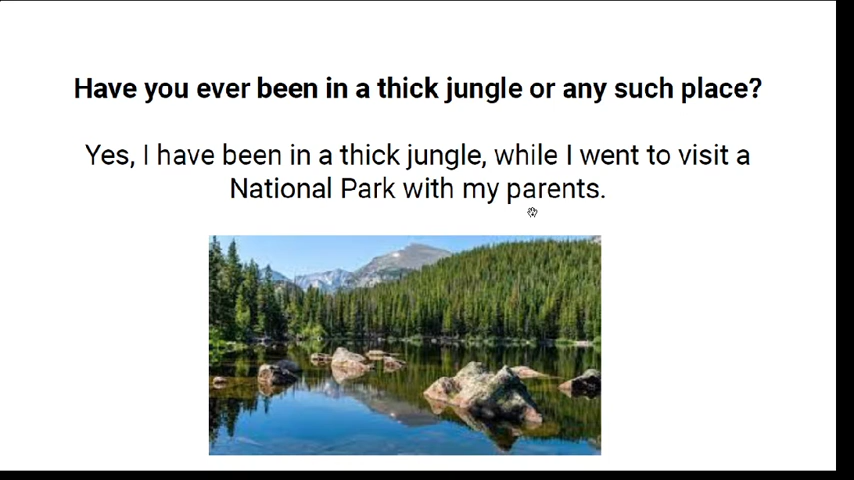 Have you ever been in a thick jungle or any such place?
Yes, I have been in a thick jungle, while I went to visit a
National Park with my parents.